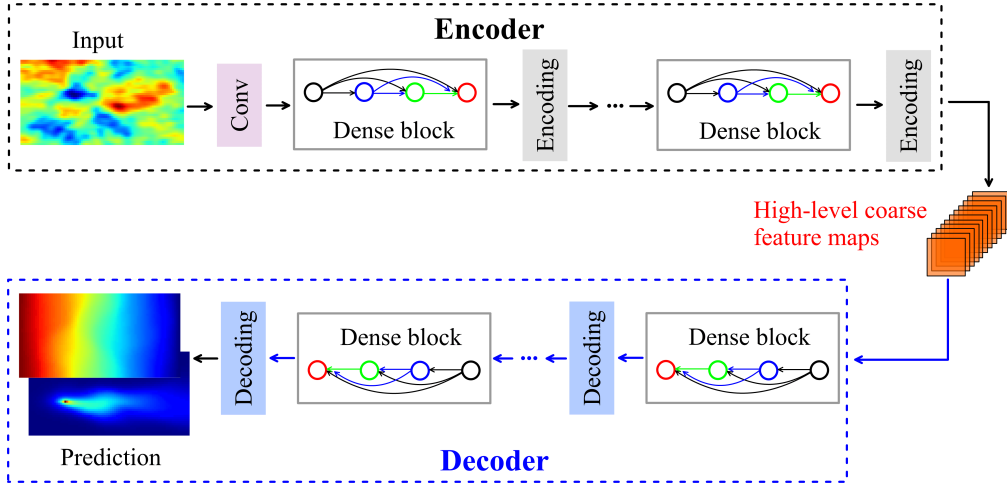 Encoder
Input
Conv
Dense block
Encoding
...
Dense block
Encoding
High-level coarse
feature maps
Dense block
Decoding
...
Dense block
Decoding
Prediction
Decoder